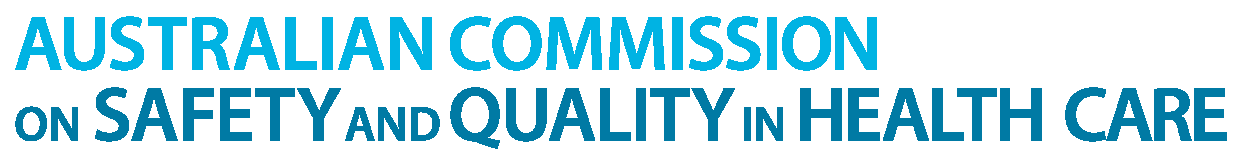 AUSTRALIAN COMMISSION
ON SAFETY AND QUALITY IN HEALTH CARE